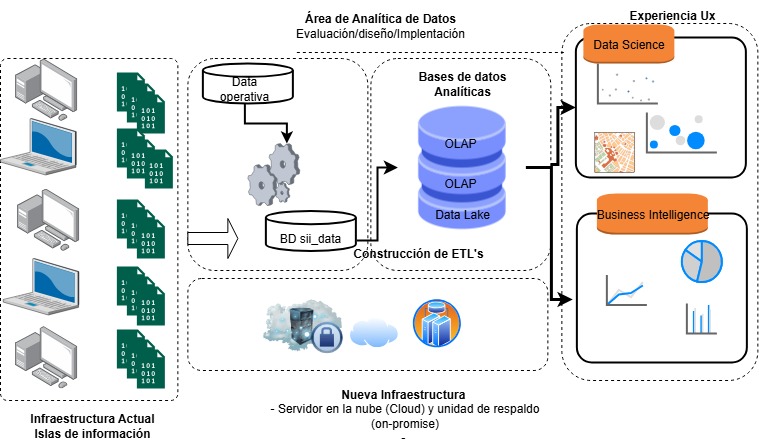 Área de Analítica de Datos
Evaluación/diseño/Implentación
Experiencia Ux
Data
operativa
BD sii_data
Bases de datos
Analíticas
OLAP
OLAP
Data Lake
Construcción de ETL's
Data Science
Business Intelligence
Infraestructura Actual
Islas de información
Nueva Infraestructura
- Servidor en la nube (Cloud) y unidad de respaldo
(on-promise)
-